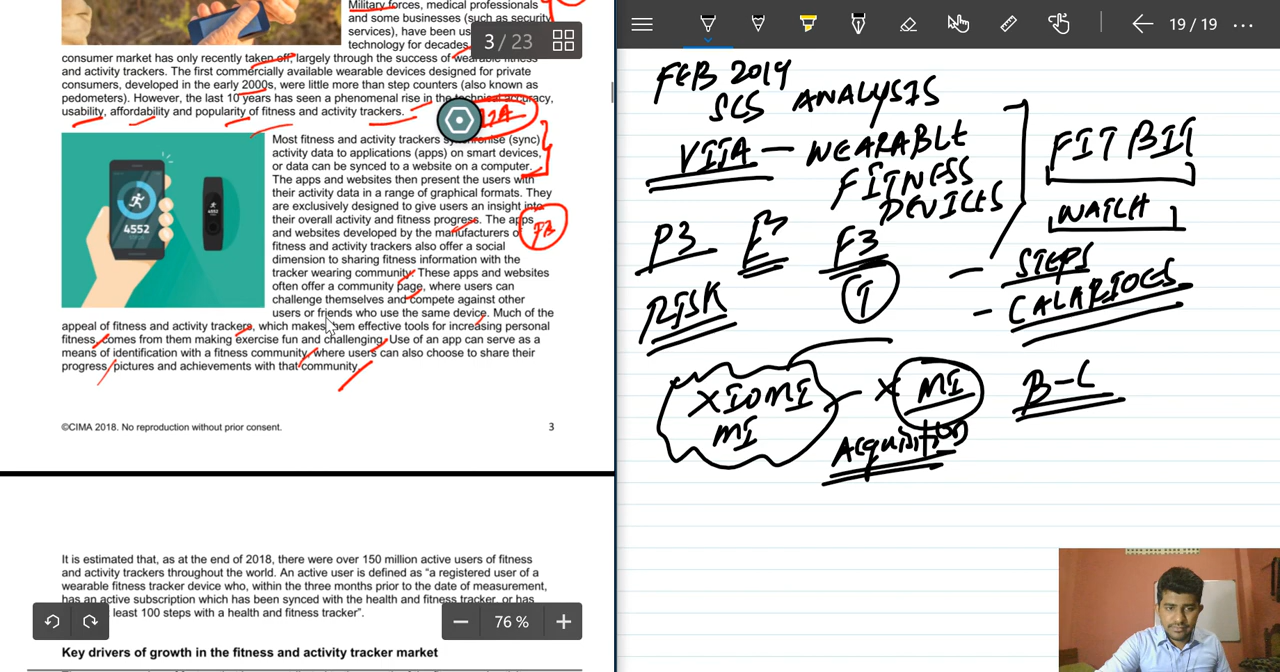 Military forces, medical professionals
and some businesses (such as security
services), have been
technology for decades
consumer market has only recently taken off, largely through the success of wearable fitness
and activity trackers. The first commercially available wearable devices designed for private
consumers, developed in the early 2000s, were little more than step counters (also known as
pedometers). However, the last 10 years has seen a phenomenal rise in the technical accuracy,
usability, affordability and popularity of fitness and activity trackers.
Most fitness and activity trackers synchronise (sync)
activity data to applications (apps) on smart devices,
or data can be synced to a website on a computer.
The apps and websites then present the users with
their activity data in a range of graphical formats. They
are exclusively designed to give users an insight into
their overall activity and fitness progress. The apps
and websites developed by the manufacturers of
fitness and activity trackers also offer a social
dimension to sharing fitness information with the
tracker wearing community. These apps and websites
often offer a community page, where users can
challenge themselves and compete against other
users or friends who use the same device. Much of the
appeal of fitness and activity trackers, which makes them effective tools for increasing personal
fitness, comes from them making exercise fun and challenging. Use of an app can serve as a
means of identification with a fitness community, where users can also choose to share their
progress, pictures and achievements with that community.
4552
4552
F3
©CIMA 2018. No reproduction without prior consent.
3
It is estimated that, as at the end of 2018, there were over 150 million active users of fitness
and activity trackers throughout the world. An active user is defined as “a registered user of a
wearable fitness tracker device who, within the three months prior to the date of measurement,
has an active subscription which has been synced with the health and fitness tracker, or has
least 100 steps with a health and fitness tracker”.
Key drivers of growth in the fitness and activity tracker market
3 / 23
76 %
19 / 19
FEB 2019
SCS ANALYSIS
VITA - WEARABLE
FITNESS
DEVICES
FITBIT
WATCH
P3 E3 F3
RISK
1
- STEPS
- CALARIOES
XIOMI
MI
- X MI
Acquisition
B-C